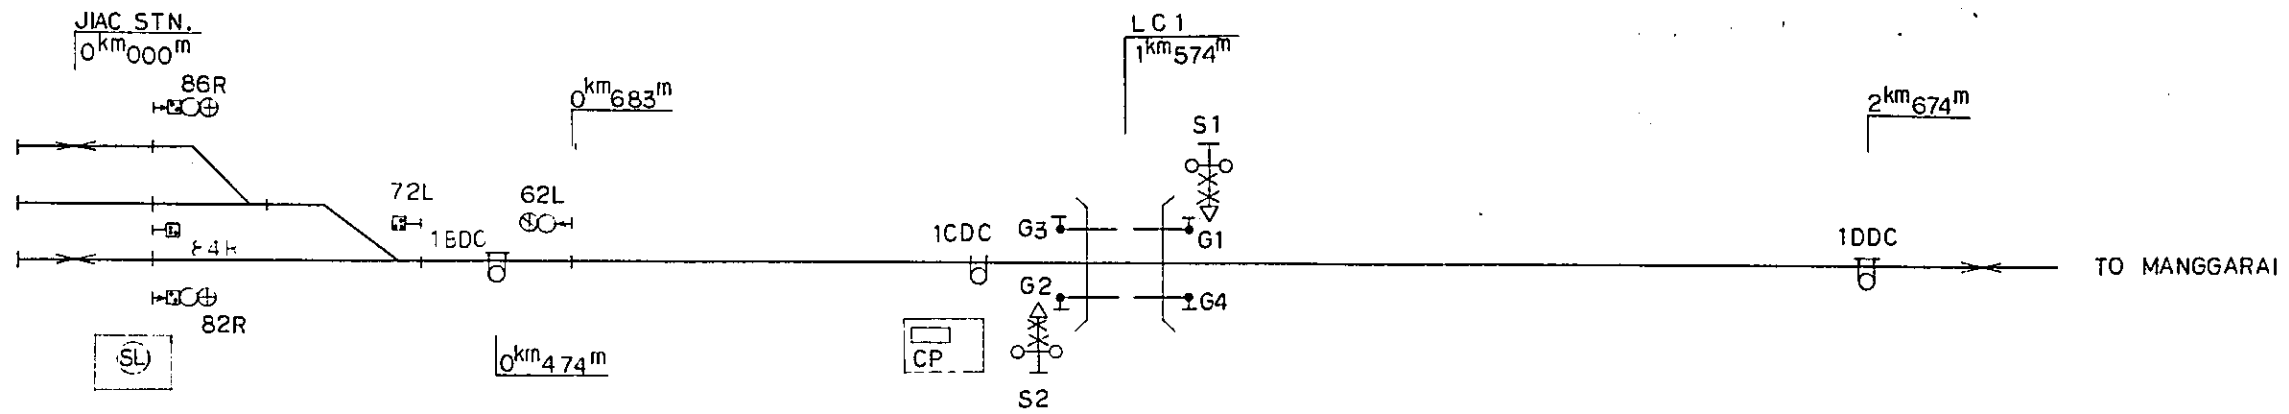 JIAC STN.
0km000m
LC1
1km574m
86R
0km683m
2km674m
S1
72L
62L
84R
1BDC
1CDC
G3
G1
1DDC
TO MANGGARAI
G2
G4
82R
SL
0km474m
CP
S2